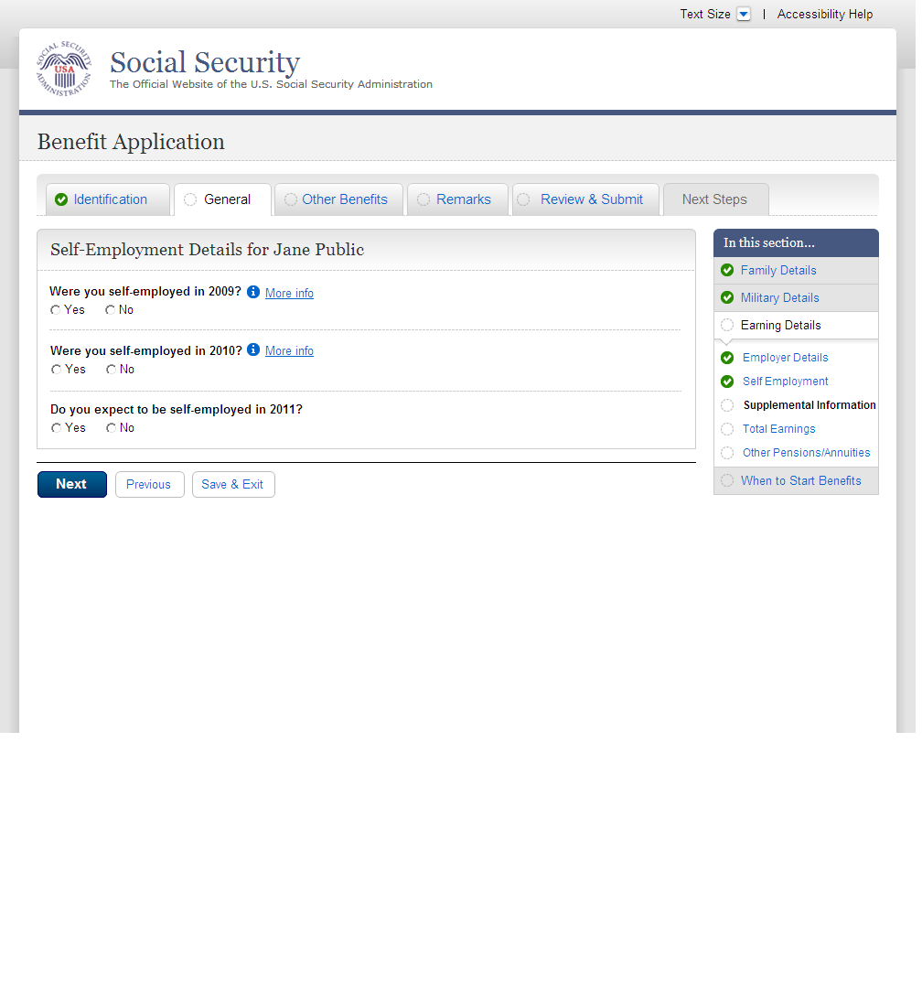 Text Size | Accessibility Help
SOCIAL SECURITY ADMINISTRATION
USA
Social Security
The Official Website of the U.S. Social Security Administration
Benefit Application
Identification General Other Benefits Remarks Review & Submit Next Steps
Self-Employment Details for Jane Public
Were you self-employed in 2009? i More info
Yes No
Were you self-employed in 2010? i More info
Yes No
Do you expect to be self-employed in 2011?
Yes No
Next Previous Save & Exit
In this section...
Family Details
Military Details
Earning Details
Employer Details
Self Employment
Supplemental Information
Total Earnings
Other Pensions/Annuities
When to Start Benefits